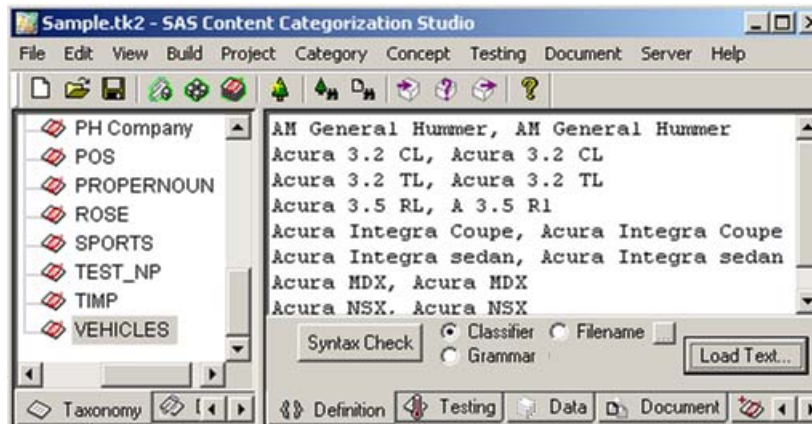 Sample.tk2 - SAS Content Categorization Studio
File Edit View Build Project Category Concept Testing Document Server Help
PH Company
POS
PROPERNOUN
ROSE
SPORTS
TEST_NP
TIMP
VEHICLES
AM General Hummer, AM General Hummer
Acura 3.2 CL, Acura 3.2 CL
Acura 3.2 TL, Acura 3.2 TL
Acura 3.5 RL, A 3.5 Rl
Acura Integra Coupe, Acura Integra Coupe
Acura Integra sedan, Acura Integra sedan
Acura MDX, Acura MDX
Acura NSX, Acura NSX
Syntax Check
Classifier Filename ...
Grammar
Load Text...
Taxonomy
Definition Testing Data Document